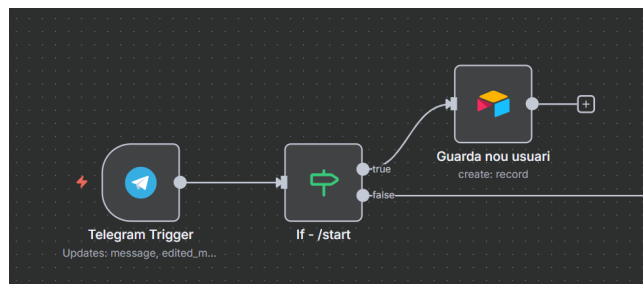 true
false
Guarda nou usuari
create: record
Telegram Trigger
Updates: message, edited_m...
If - /start